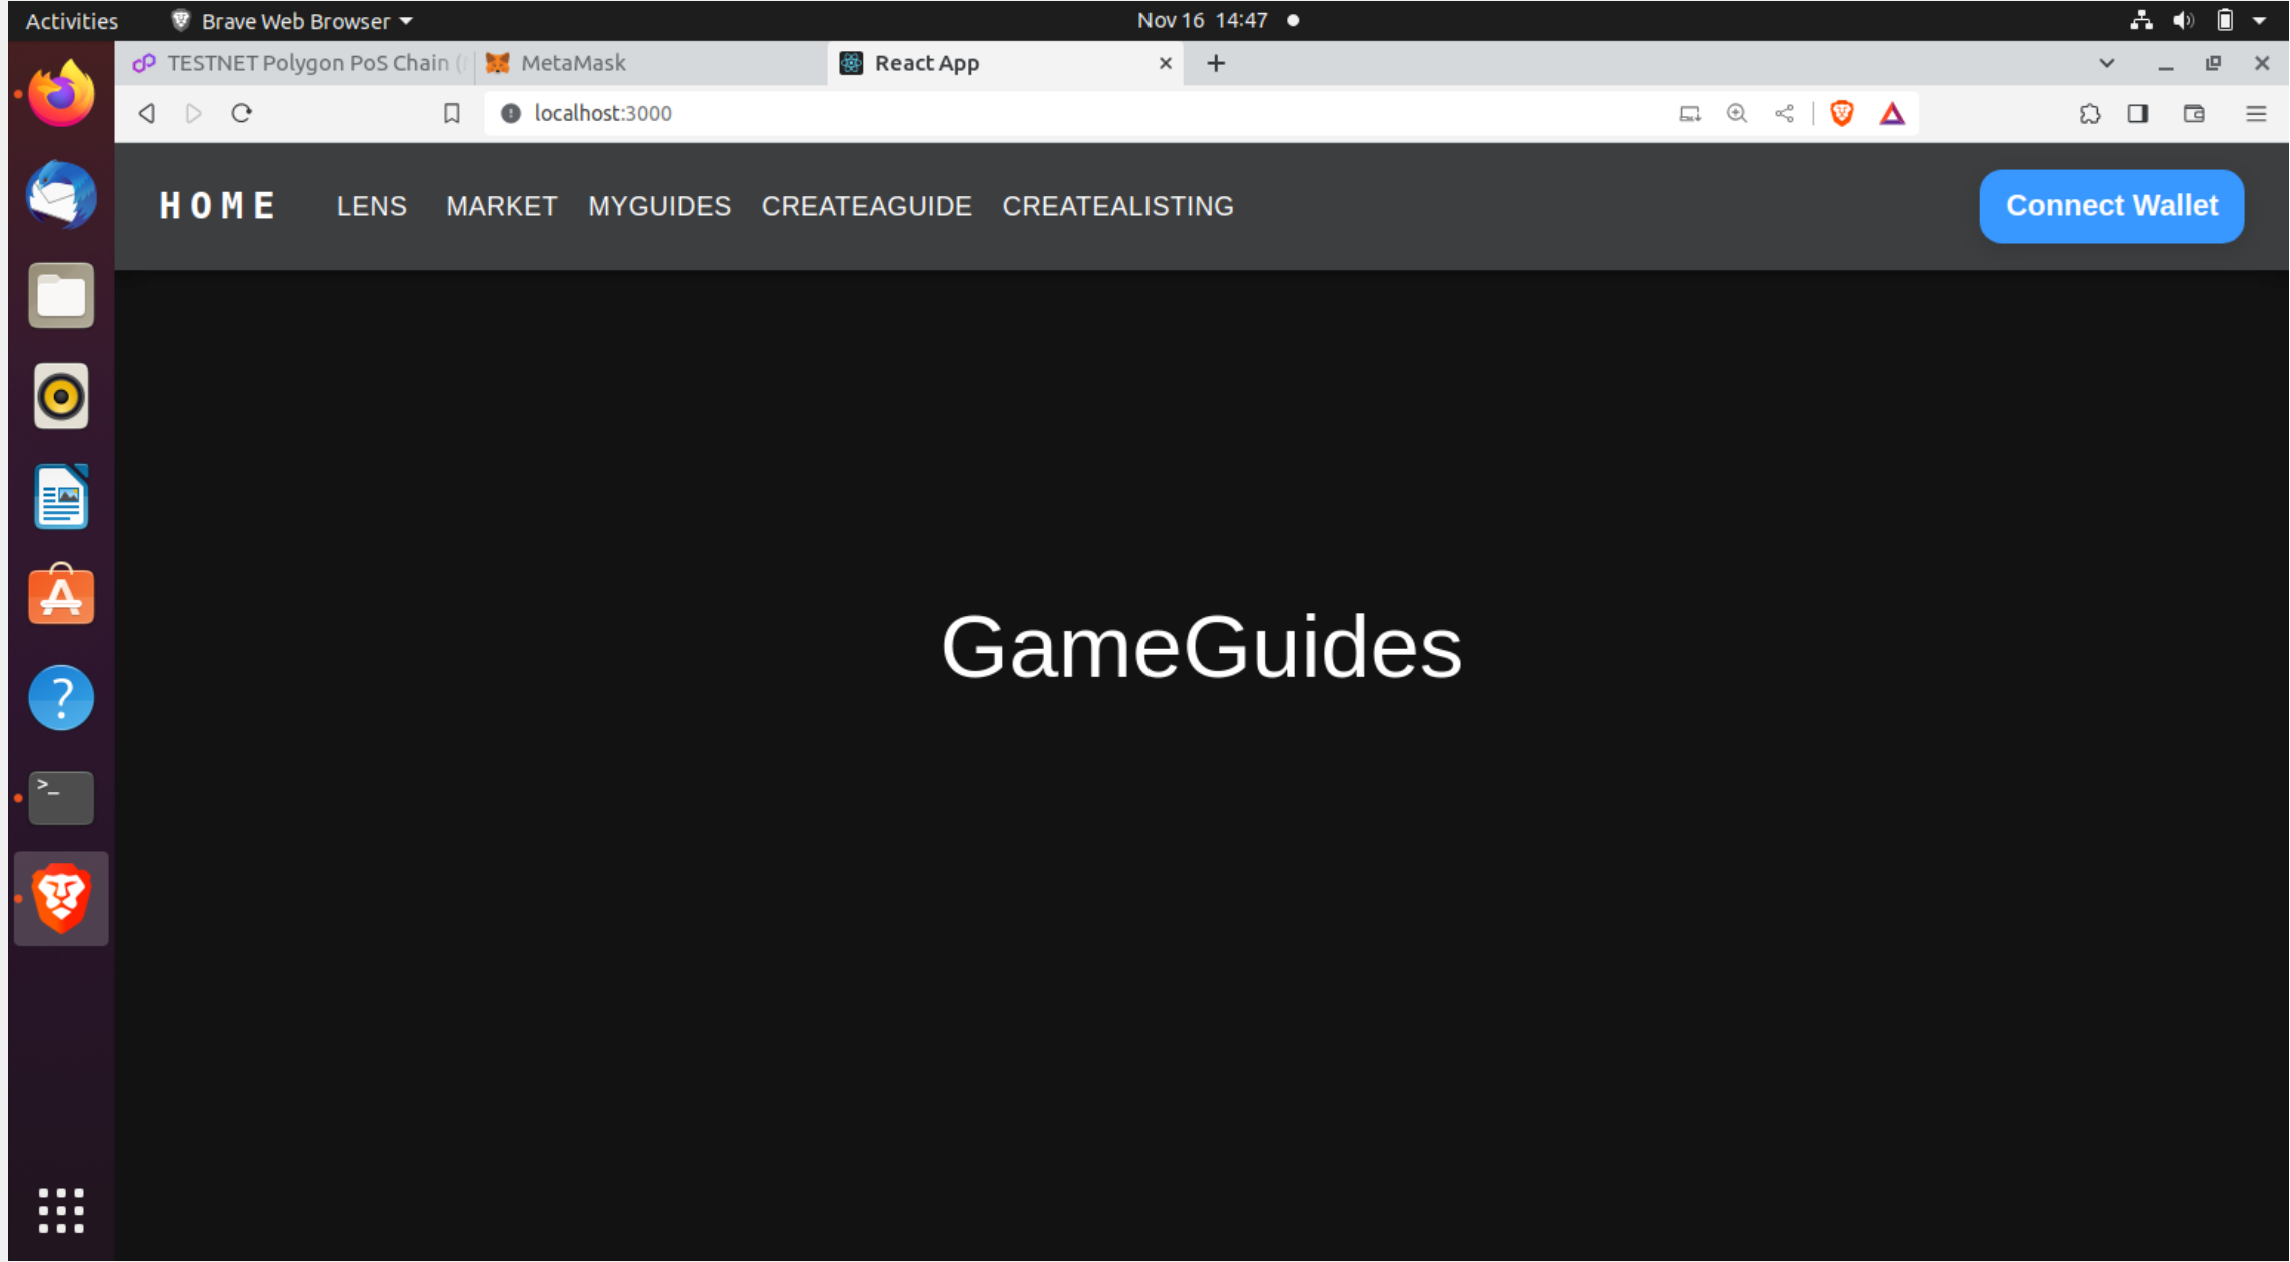 Activities Brave Web Browser Nov 16 14:47
TESTNET Polygon PoS Chain ( MetaMask React App
localhost:3000
HOME LENS MARKET MYGUIDES CREATEAGUIDE CREATEALISTING Connect Wallet
GameGuides